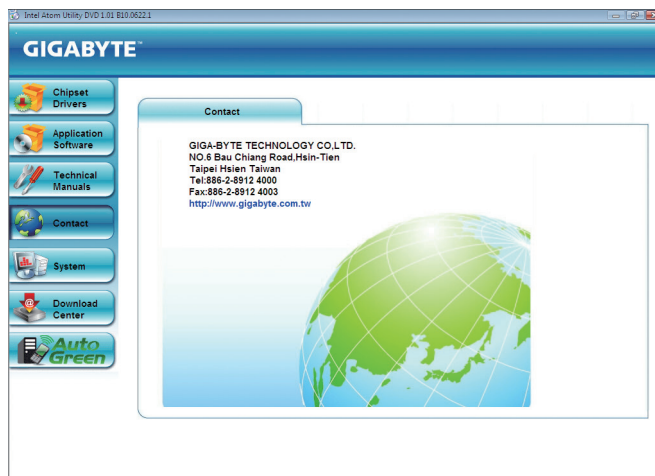 Intel Atom Utility DVD 1.01 B10.0622.1
GIGABYTE™
Chipset
Drivers
Application
Software
Technical
Manuals
Contact
System
Download
Center
Auto
Green
Contact
GIGA-BYTE TECHNOLOGY CO,LTD.
NO.6 Bau Chiang Road,Hsin-Tien
Taipei Hsien Taiwan
Tel:886-2-8912 4000
Fax:886-2-8912 4003
http://www.gigabyte.com.tw